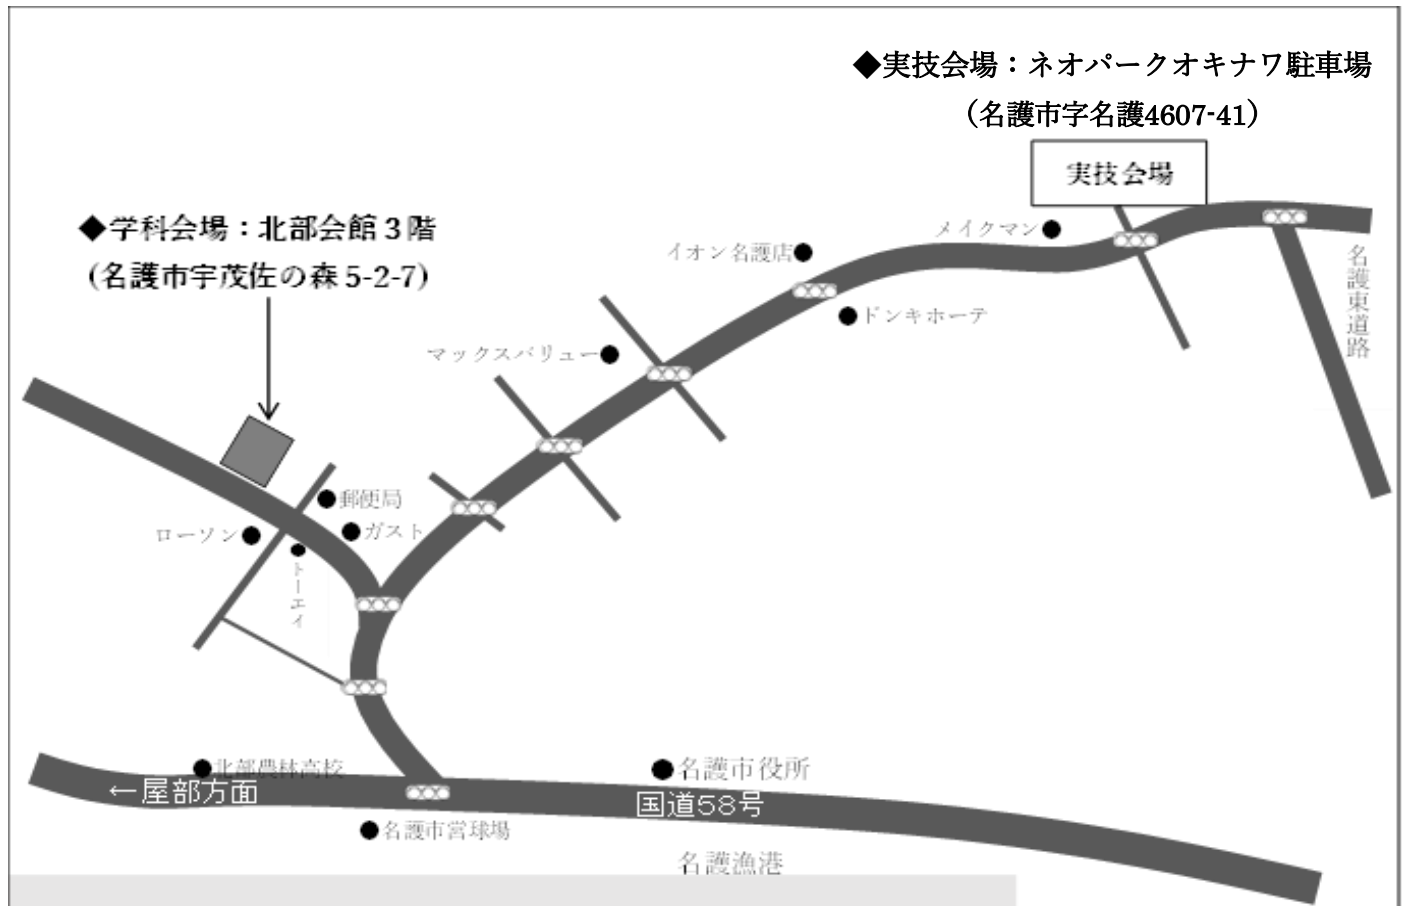 ◆実技会場：ネオパークオキナワ駐車場
（名護市字名護4607-41）
実技会場
◆学科会場：北部会館３階
（名護市宇茂佐の森 5-2-7）
メイクマン
イオン名護店
ドンキホーテ
名護東道路
マックスバリュー
郵便局
ガスト
ローソン
トーエイ
北部農林高校
名護市役所
←屋部方面
国道58号
名護市営球場
名護漁港